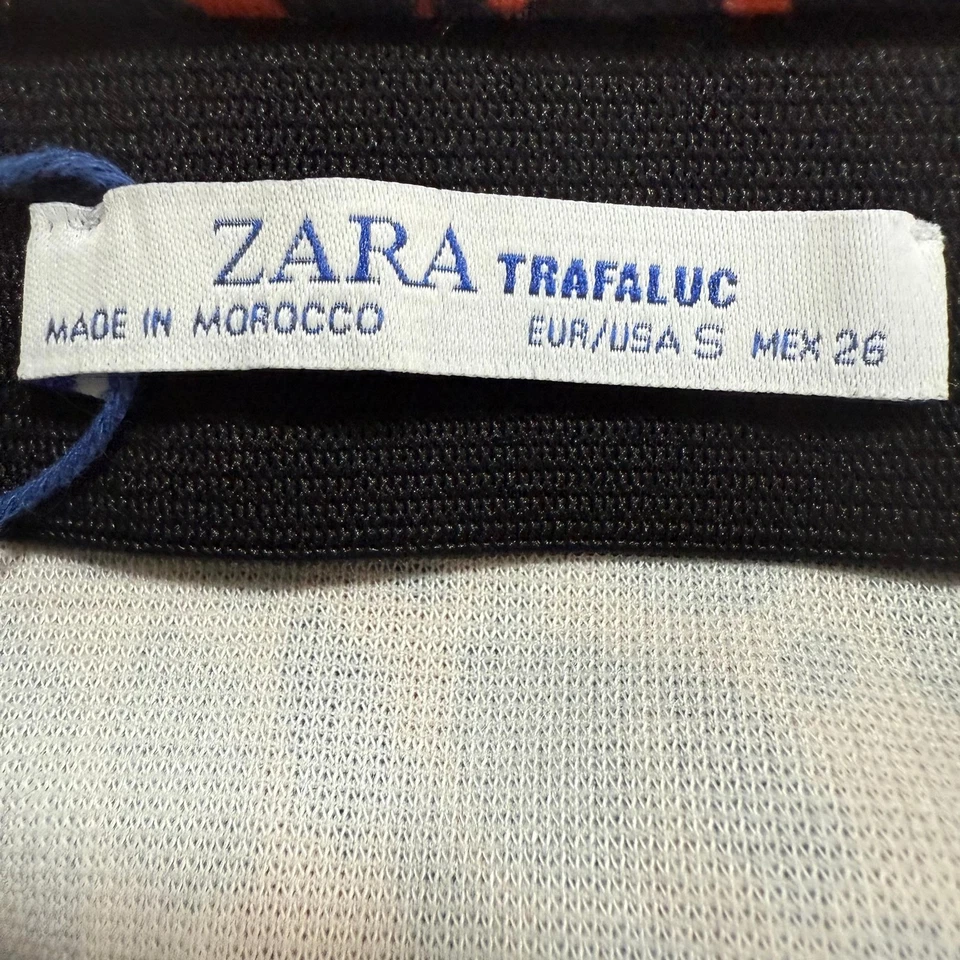 ZARA TRAFALUC
MADE IN MOROCCO EUR/USA S MEX 26